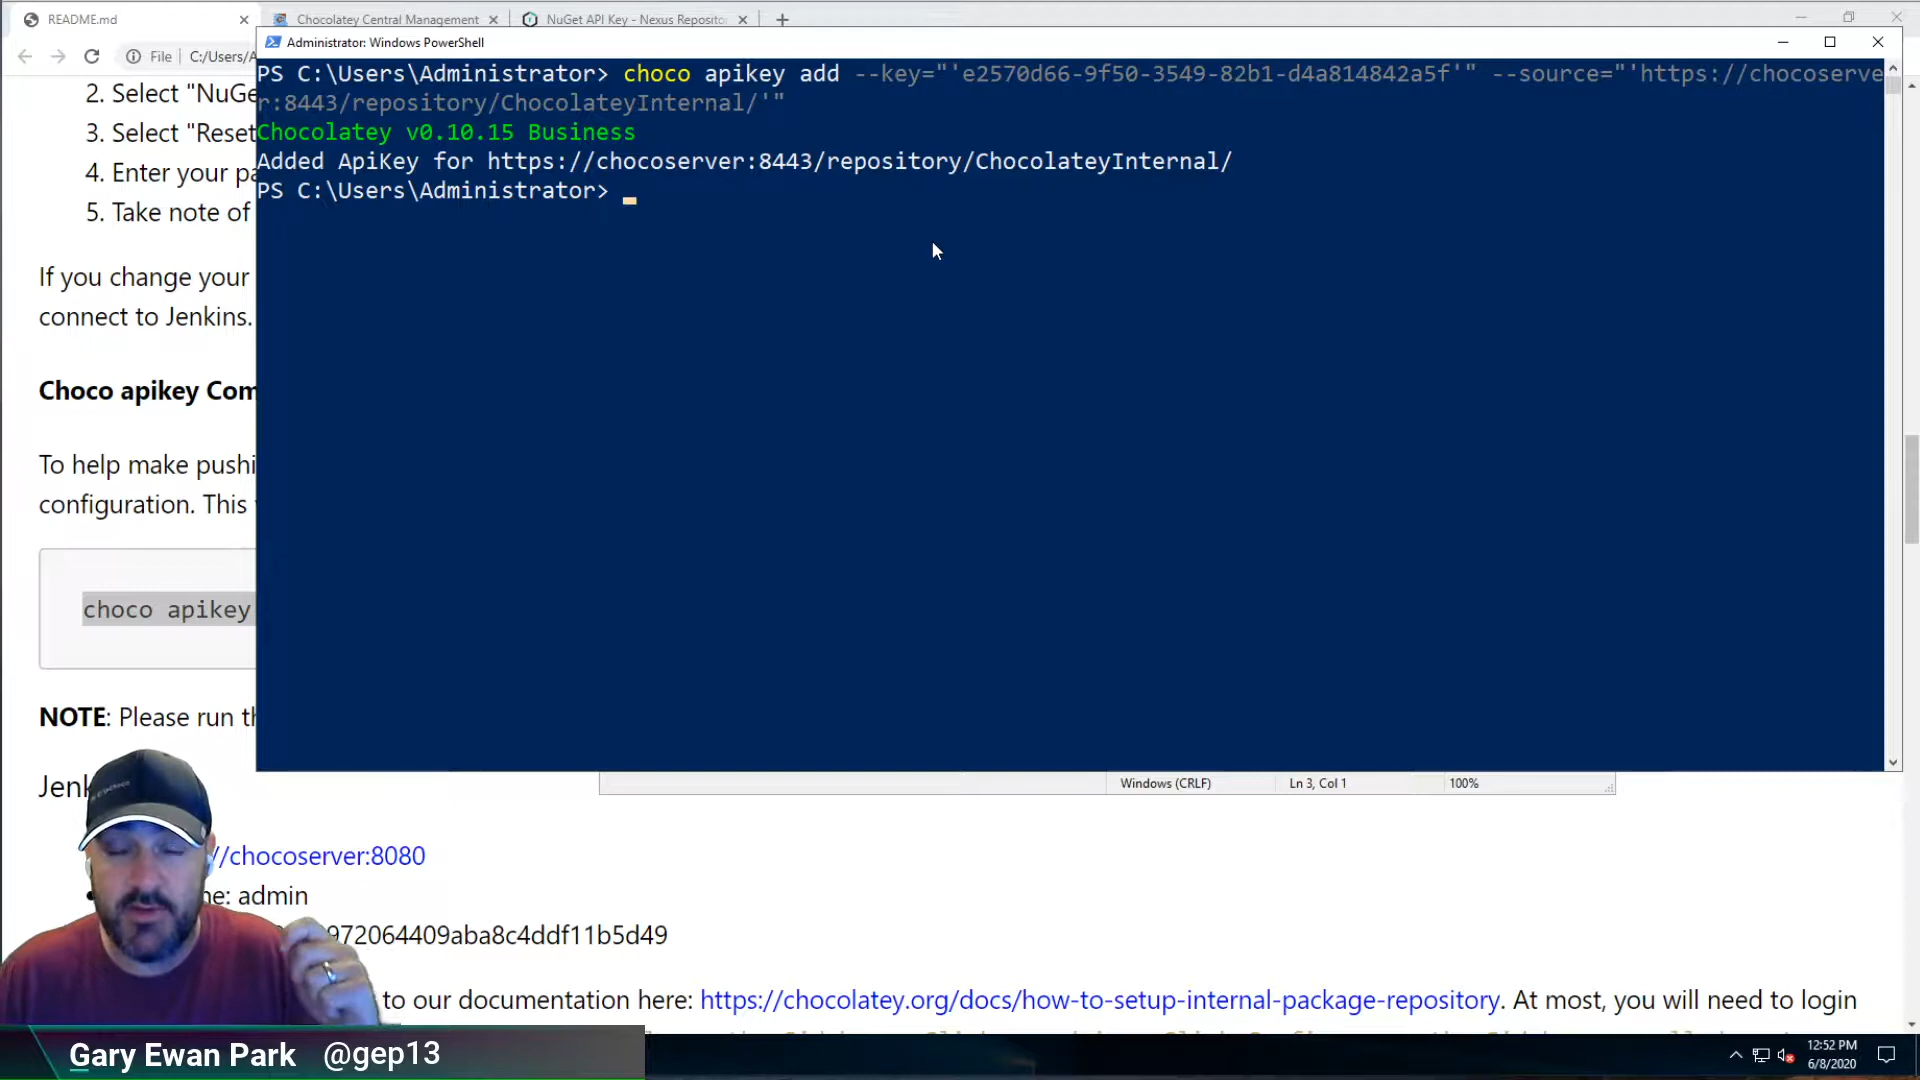 README.md
Chocolatey Central Management
NuGet API Key - Nexus Reposito
File
C:/Users/A
Administrator: Windows PowerShell
PS C:\Users\Administrator> choco apikey add --key="'e2570d66-9f50-3549-82b1-d4a814842a5f'" --source="'https://chocoserve
r:8443/repository/ChocolateyInternal/'"
Chocolatey v0.10.15 Business
Added ApiKey for https://chocoserver:8443/repository/ChocolateyInternal/
PS C:\Users\Administrator>
2. Select "NuGe
3. Select "Reset
4. Enter your pa
5. Take note of
If you change your
connect to Jenkins.
Choco apikey Com
To help make pushi
configuration. This
choco apikey
NOTE: Please run th
Windows (CRLF)
Ln 3, Col 1
100%
Jenk
//chocoserver:8080
ne: admin
972064409aba8c4ddf11b5d49
to our documentation here: https://chocolatey.org/docs/how-to-setup-internal-package-repository. At most, you will need to login
Gary Ewan Park @gep13
12:52 PM
6/8/2020